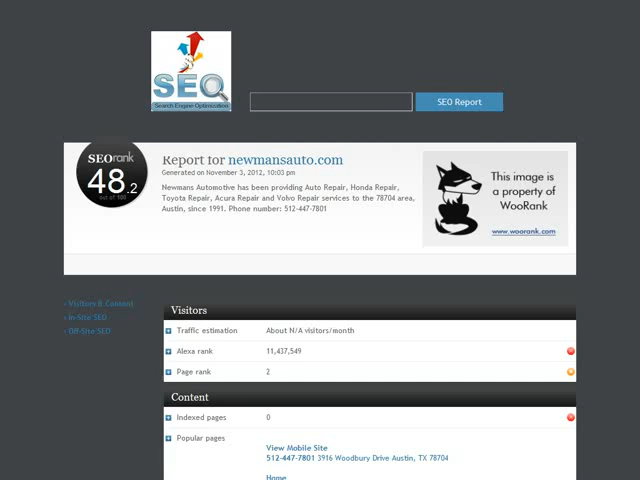 SEO
Search Engine Optimization
SEO Report
SEOrank
48.2
out of 100
Report for newmansauto.com
Generated on November 3, 2012, 10:03 pm
Newmans Automotive has been providing Auto Repair, Honda Repair,
Toyota Repair, Acura Repair and Volvo Repair services to the 78704 area,
Austin, since 1991. Phone number: 512-447-7801
This image is
a property of
WooRank
www.woorank.com
› Visitors & Content
› In-Site SEO
› Off-Site SEO
Visitors
Traffic estimation About N/A visitors/month
Alexa rank 11,437,549
Page rank 2
Content
Indexed pages 0
Popular pages
View Mobile Site
512-447-7801 3916 Woodbury Drive Austin, TX 78704
Home